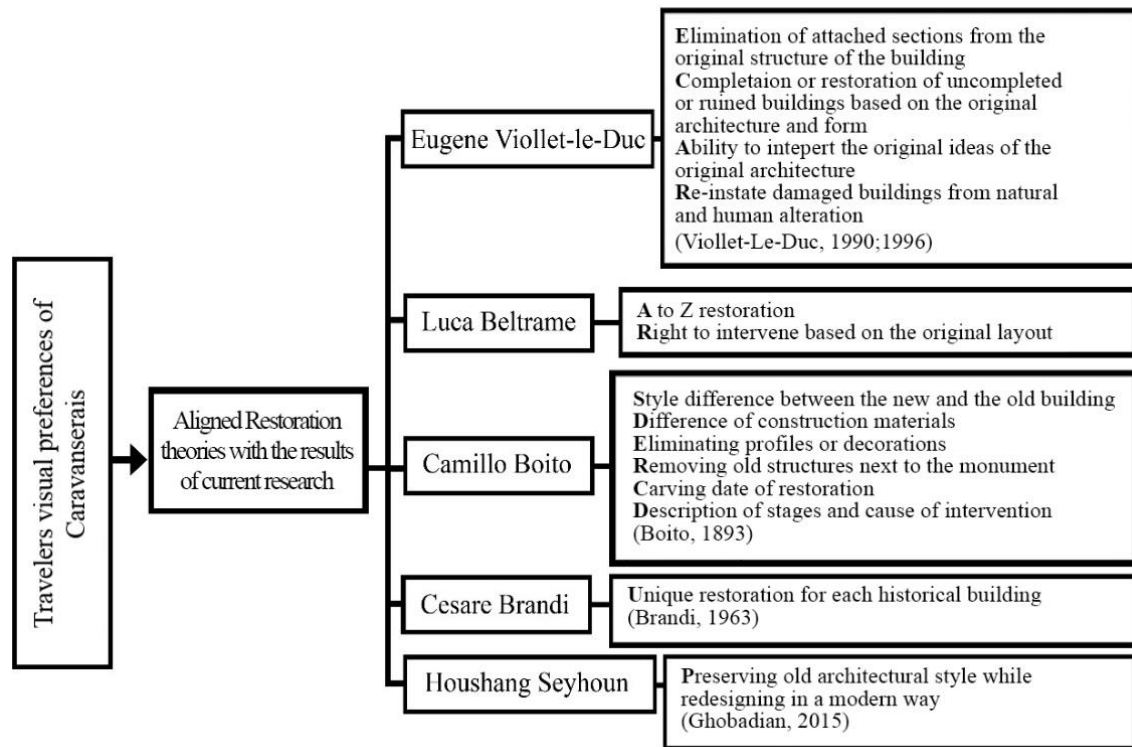 Travelers visual preferences of
Caravanserais
Aligned Restoration
theories with the results
of current research
Eugene Viollet-le-Duc
Elimination of attached sections from the
original structure of the building
Completaion or restoration of uncompleted
or ruined buildings based on the original
architecture and form
Ability to intepert the original ideas of the
original architecture
Re-instate damaged buildings from natural
and human alteration
(Viollet-Le-Duc, 1990;1996)
Luca Beltrame
A to Z restoration
Right to intervene based on the original layout
Camillo Boito
Style difference between the new and the old building
Difference of construction materials
Eliminating profiles or decorations
Removing old structures next to the monument
Carving date of restoration
Description of stages and cause of intervention
(Boito, 1893)
Cesare Brandi
Unique restoration for each historical building
(Brandi, 1963)
Houshang Seyhoun
Preserving old architectural style while
redesigning in a modern way
(Ghobadian, 2015)